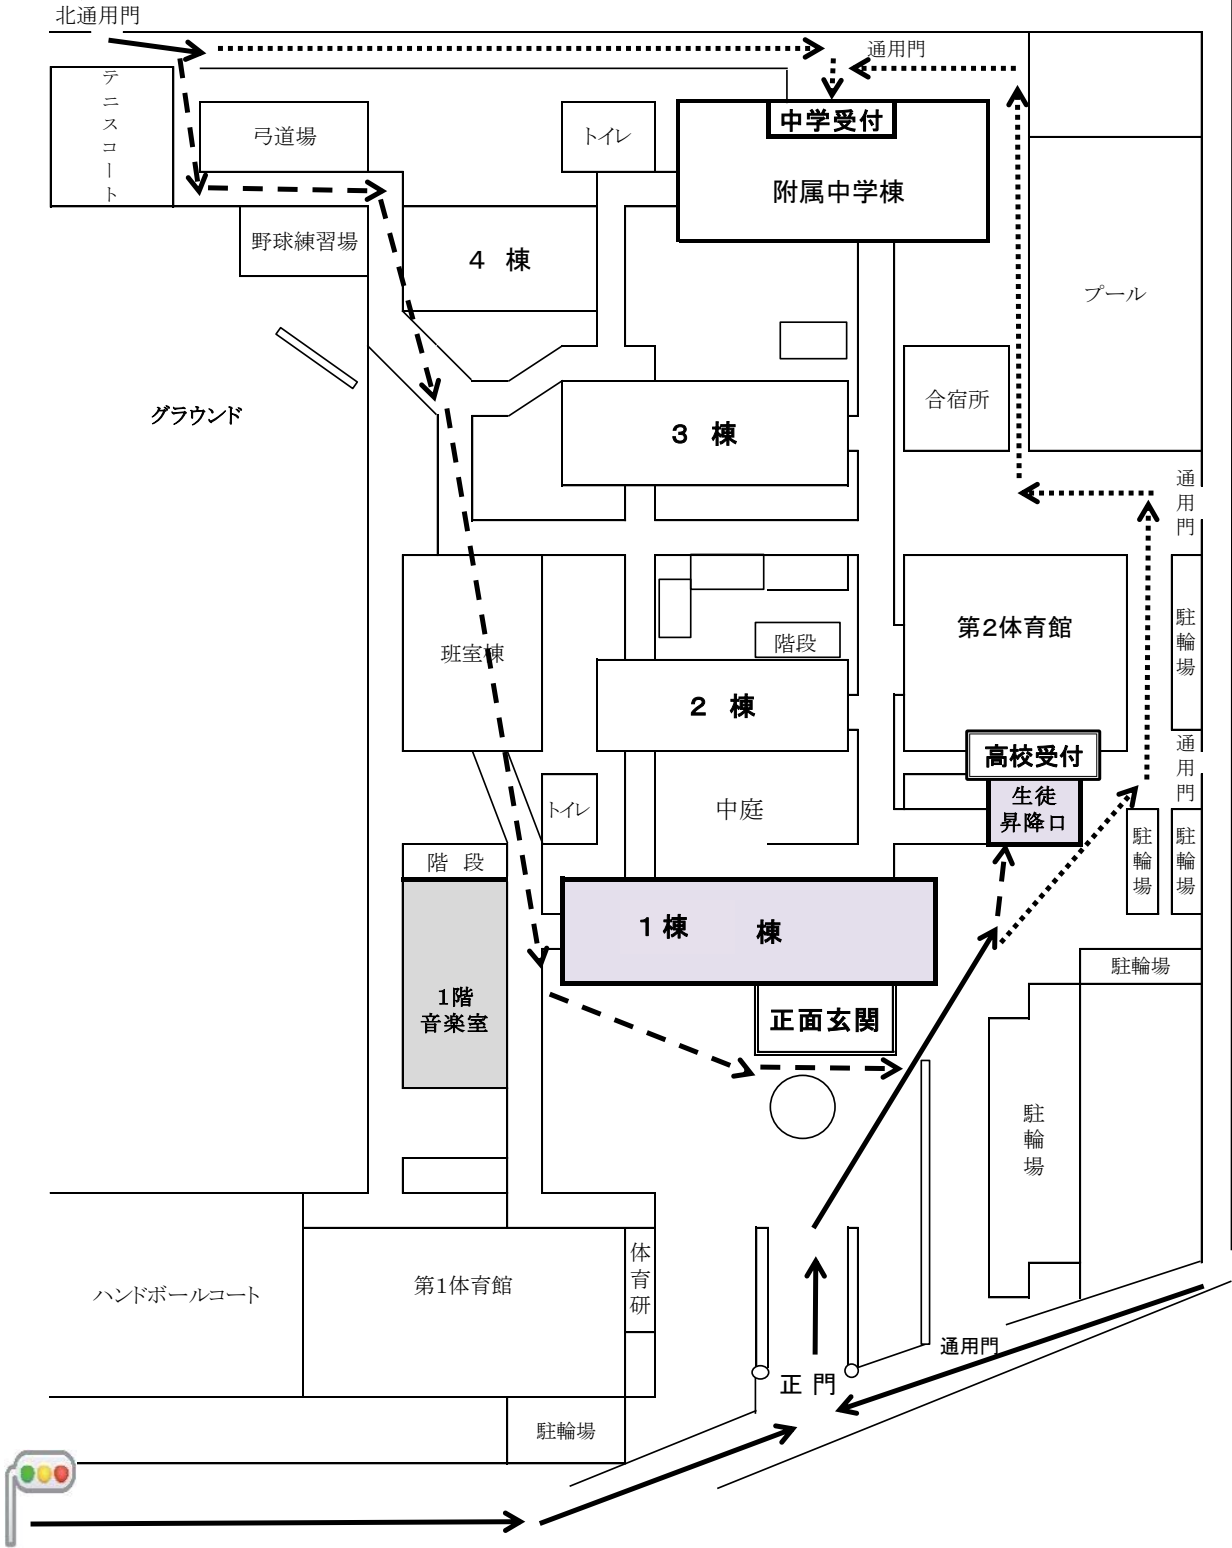 北通用門
通用門
テニスコート
弓道場
トイレ
中学受付
附属中学棟
野球練習場
４ 棟
プール
グラウンド
３ 棟
合宿所
通用門
班室棟
階段
第２体育館
駐輪場
２ 棟
高校受付
通用門
トイレ
中庭
生徒
昇降口
駐輪場
駐輪場
階 段
１棟
棟
駐輪場
１階
音楽室
正面玄関
駐輪場
ハンドボールコート
第１体育館
体育研
通用門
正 門
駐輪場